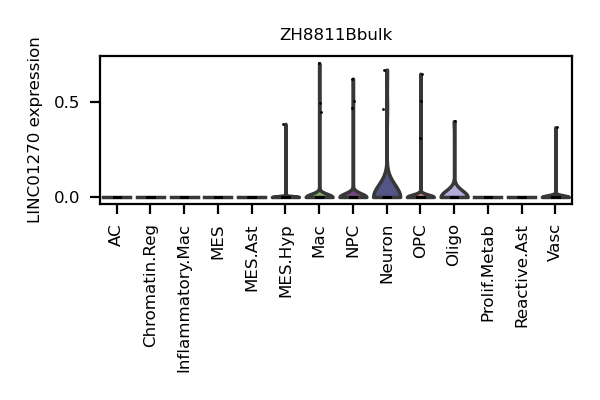 ZH8811Bbulk
LINC01270 expression
0.5
0.0
AC
Chromatin.Reg
Inflammatory.Mac
MES
MES.Ast
MES.Hyp
Mac
NPC
Neuron
OPC
Oligo
Prolif.Metab
Reactive.Ast
Vasc